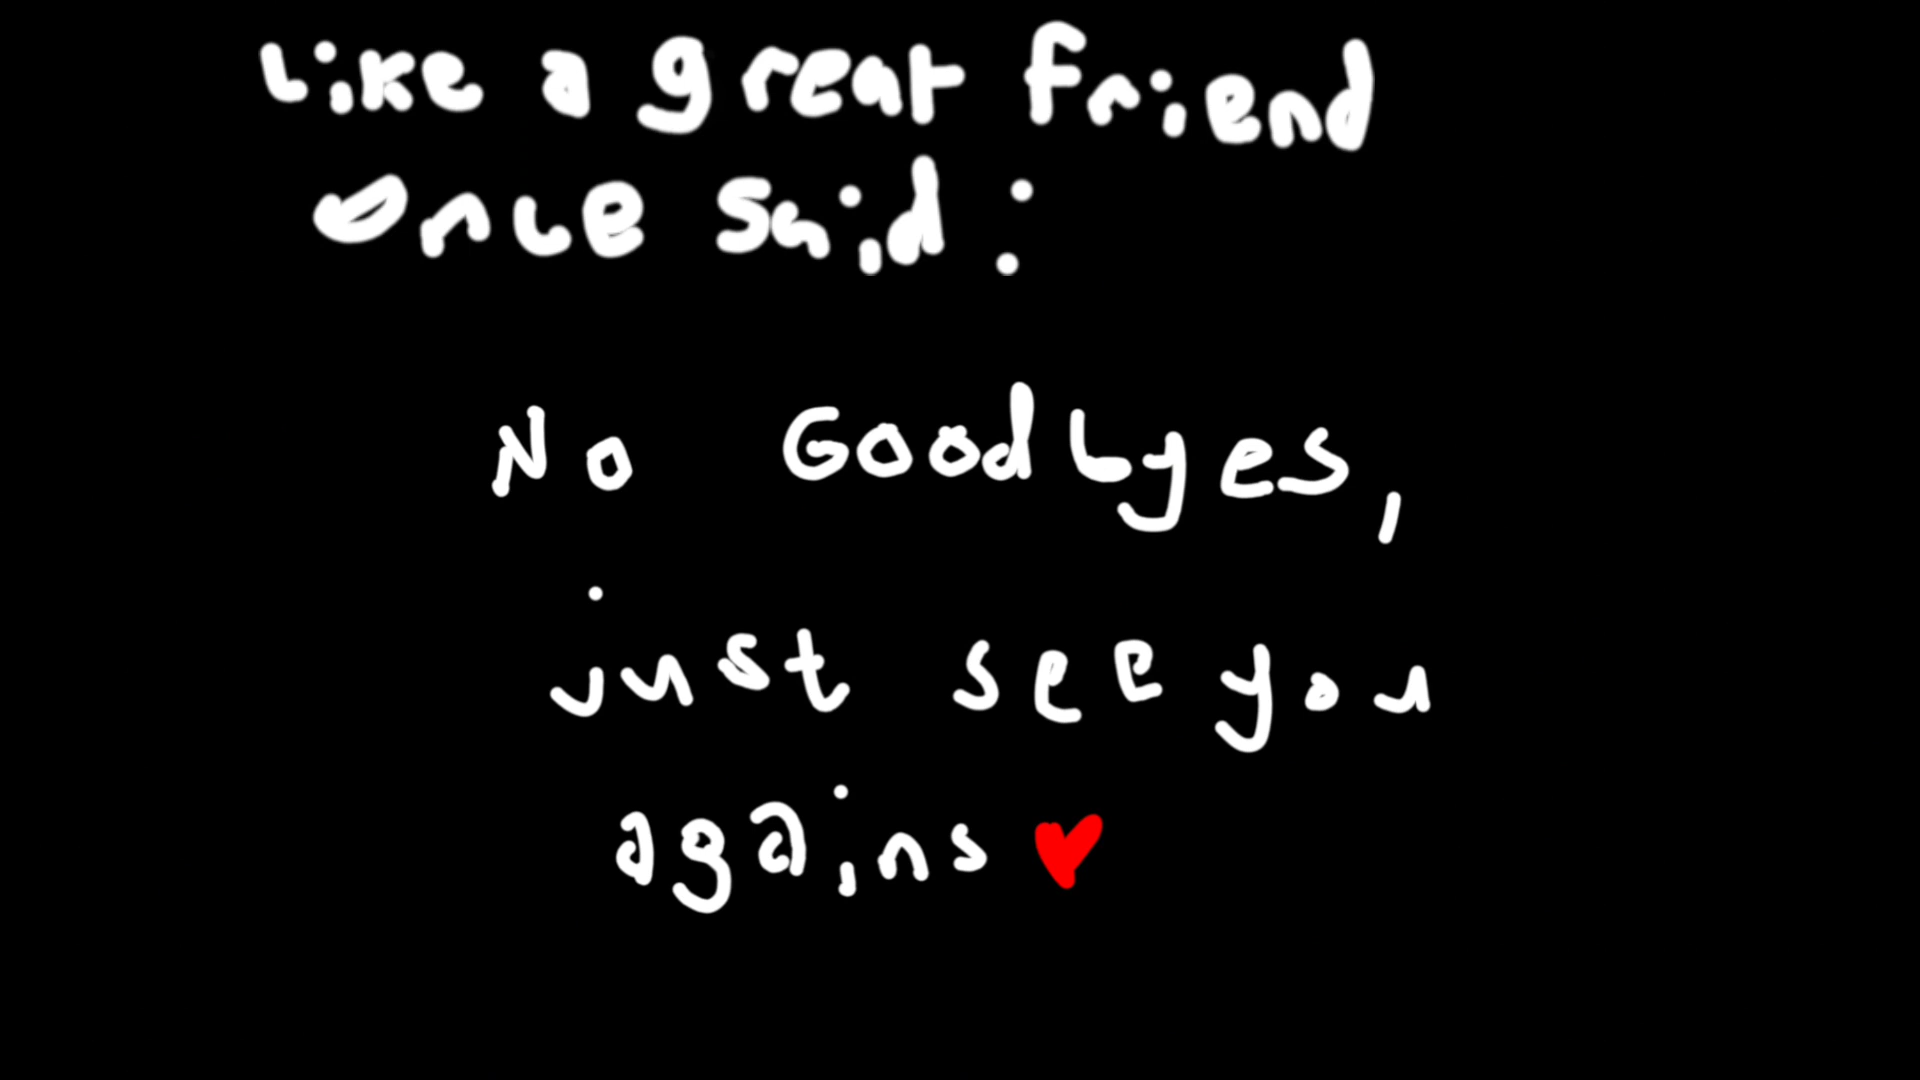 Like a great friend
once said :
No Goodbyes,
just see you
agains ♥